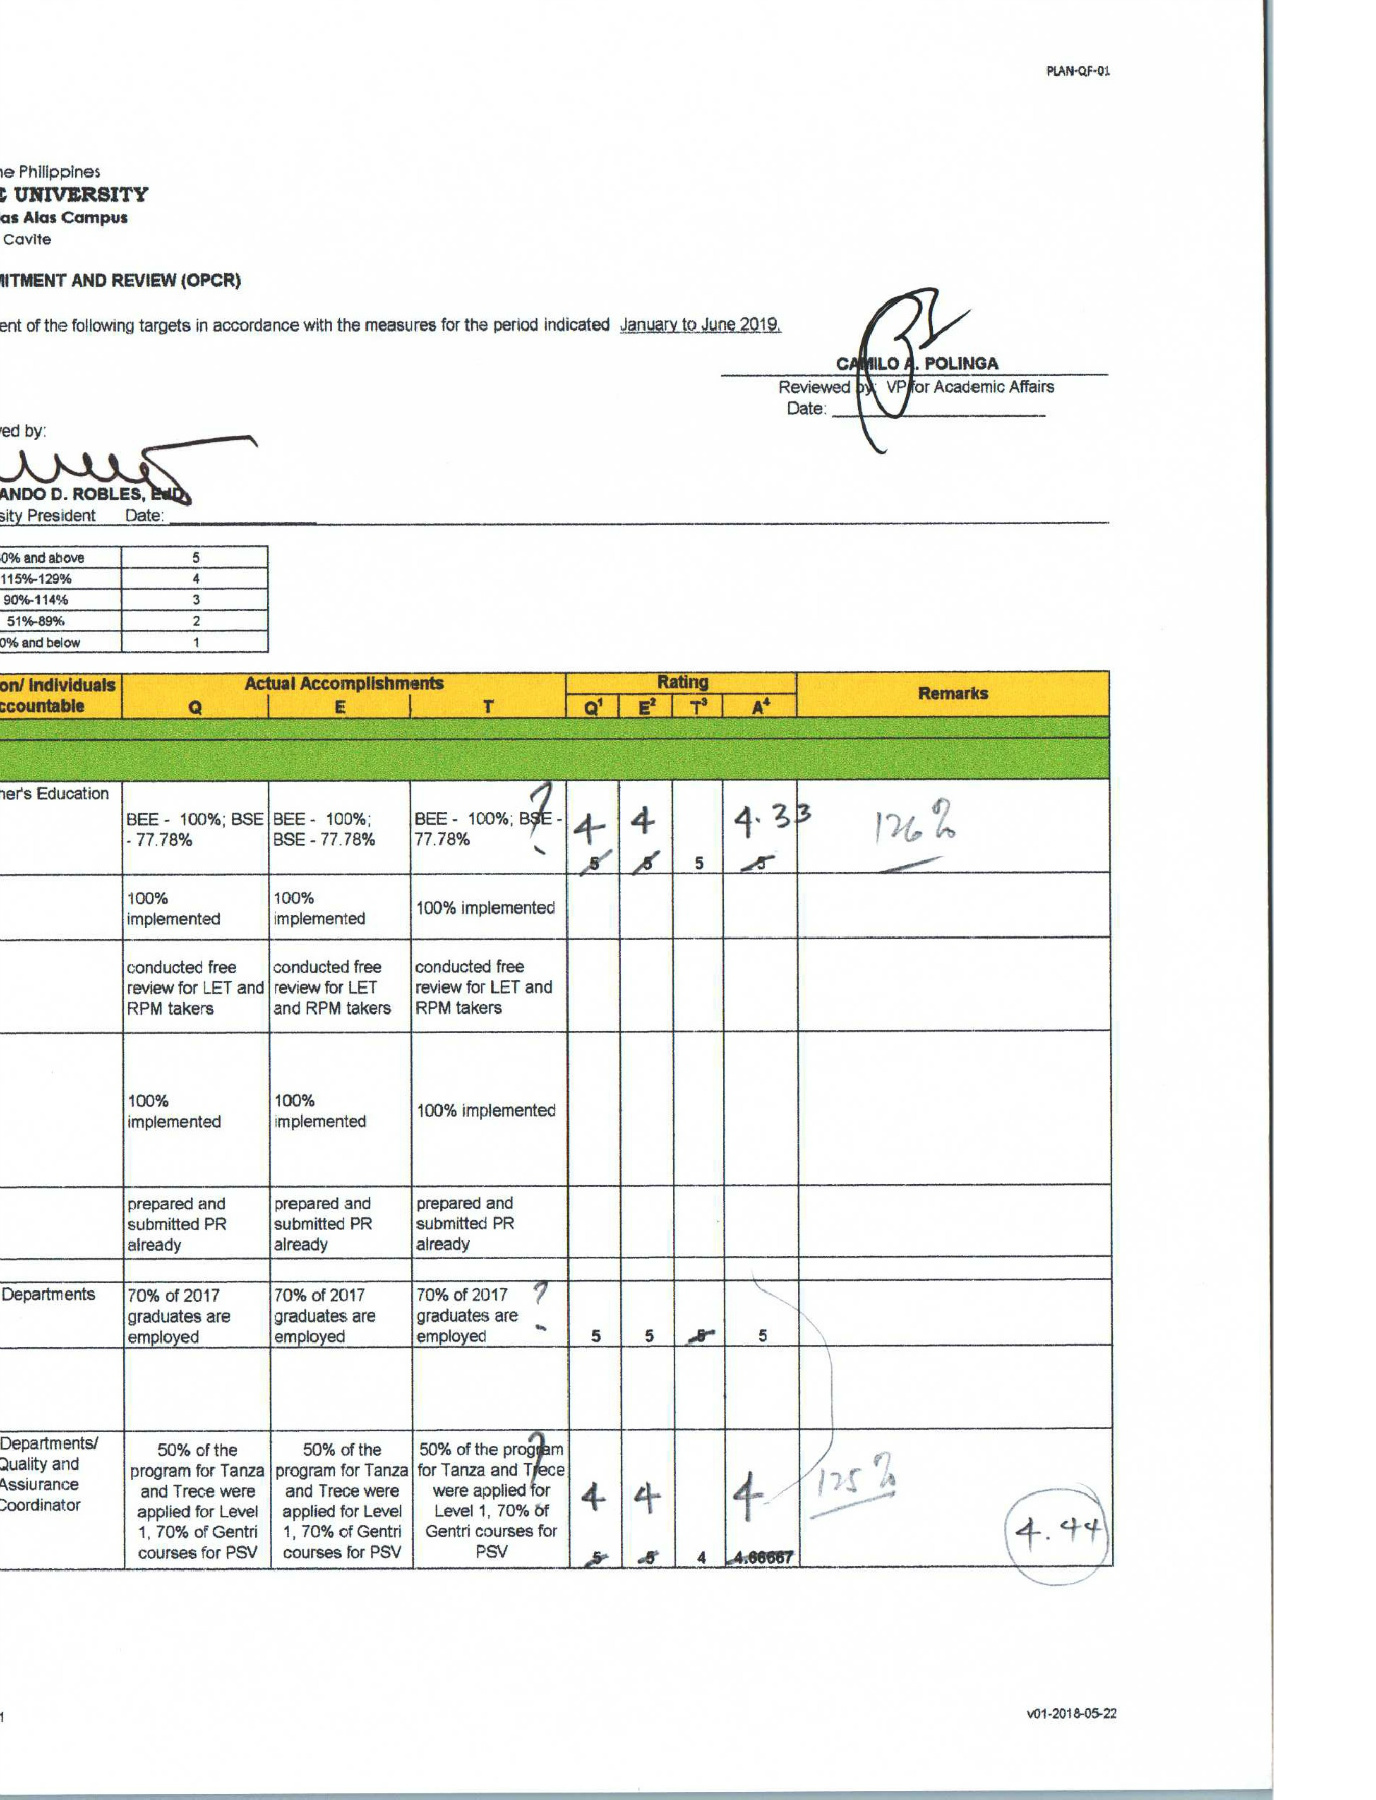 PLAN-QF-01
he Philippines
E UNIVERSITY
as Alas Campus
Cavite
MITMENT AND REVIEW (OPCR)
ent of the following targets in accordance with the measures for the period indicated January to June 2019.
CAMILO A. POLINGA
Reviewed by: VP for Academic Affairs
Date:
ved by:
ANDO D. ROBLES, EdD
sity President Date:
0% and above 5
115%-129% 4
90%-114% 3
51%-89% 2
0% and below 1
on/ Individuals Actual Accomplishments Rating Remarks
ccountable Q E T Q¹ E² T³ A⁴
her's Education
BEE - 100%; BSE BEE - 100%; BEE - 100%; BSE - ? 4 4 4.33 126%
- 77.78% BSE - 77.78% 77.78%
5 5 5 5
100% 100% 100% implemented
implemented implemented
conducted free conducted free conducted free
review for LET and review for LET review for LET and
RPM takers and RPM takers RPM takers
100% 100% 100% implemented
implemented implemented
prepared and prepared and prepared and
submitted PR submitted PR submitted PR
already already already
Departments 70% of 2017 70% of 2017 70% of 2017 ?
graduates are graduates are graduates are
employed employed employed 5 5 5 5
Departments/ 50% of the 50% of the 50% of the program ?
Quality and program for Tanza program for Tanza for Tanza and Trece
Assiurance and Trece were and Trece were were applied for 4 4 4 125%
Coordinator applied for Level applied for Level Level 1, 70% of
1, 70% of Gentri 1, 70% of Gentri Gentri courses for 4.44
courses for PSV courses for PSV PSV 5 5 4 4.66667
1
v01-2018-05-22